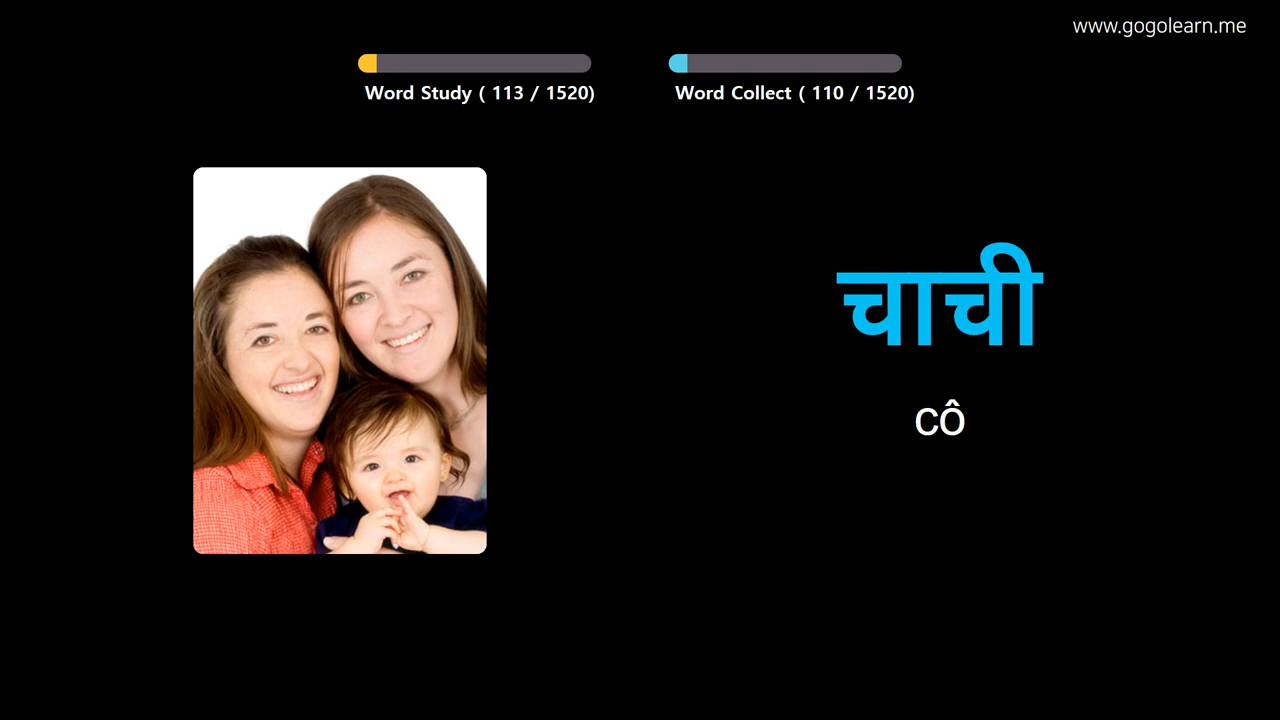 www.gogolearn.me
Word Study ( 113 / 1520)
Word Collect ( 110 / 1520)
चाची
cô